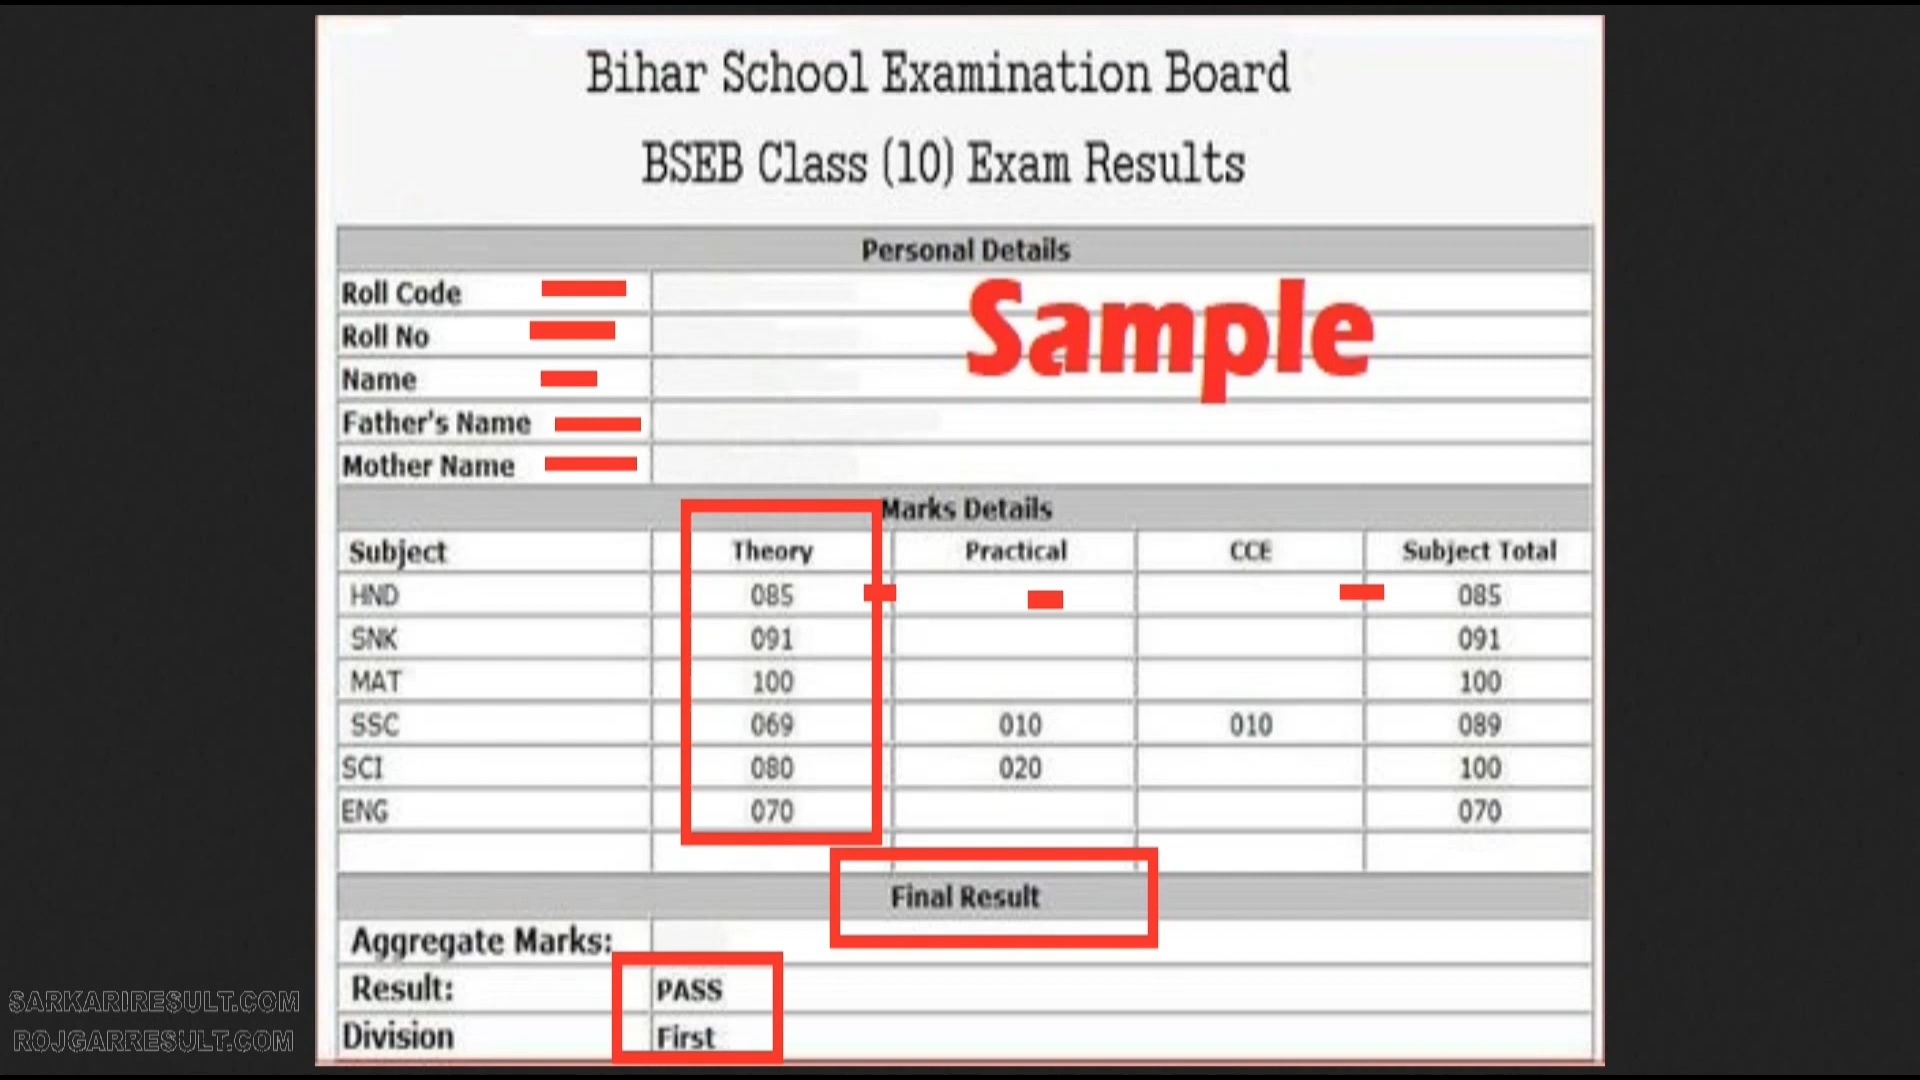 Bihar School Examination Board
BSEB Class (10) Exam Results
Personal Details
Roll Code
Sample
Roll No
Name
Father's Name
Mother Name
Marks Details
Subject Theory Practical CCE Subject Total
HND 085 085
SNK 091 091
MAT 100 100
SSC 069 010 010 089
SCI 080 020 100
ENG 070 070
Final Result
Aggregate Marks:
Result: PASS
Division First
SARKARIRESULT.COM
ROJGARRESULT.COM